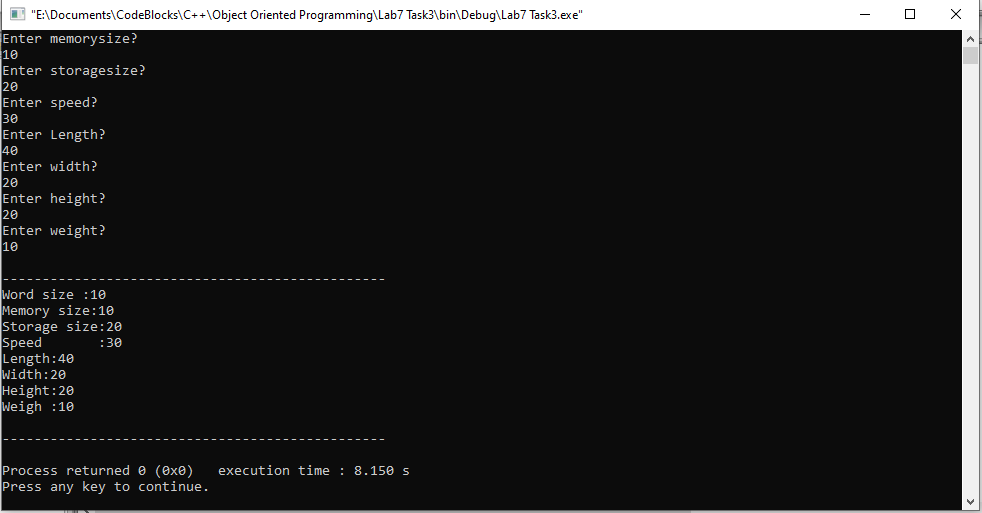 "E:\Documents\CodeBlocks\C++\Object Oriented Programming\Lab7 Task3\bin\Debug\Lab7 Task3.exe"
Enter memorysize?
10
Enter storagesize?
20
Enter speed?
30
Enter Length?
40
Enter width?
20
Enter height?
20
Enter weight?
10
------------------------------------------------
Word size :10
Memory size:10
Storage size:20
Speed       :30
Length:40
Width:20
Height:20
Weigh :10
------------------------------------------------
Process returned 0 (0x0)   execution time : 8.150 s
Press any key to continue.